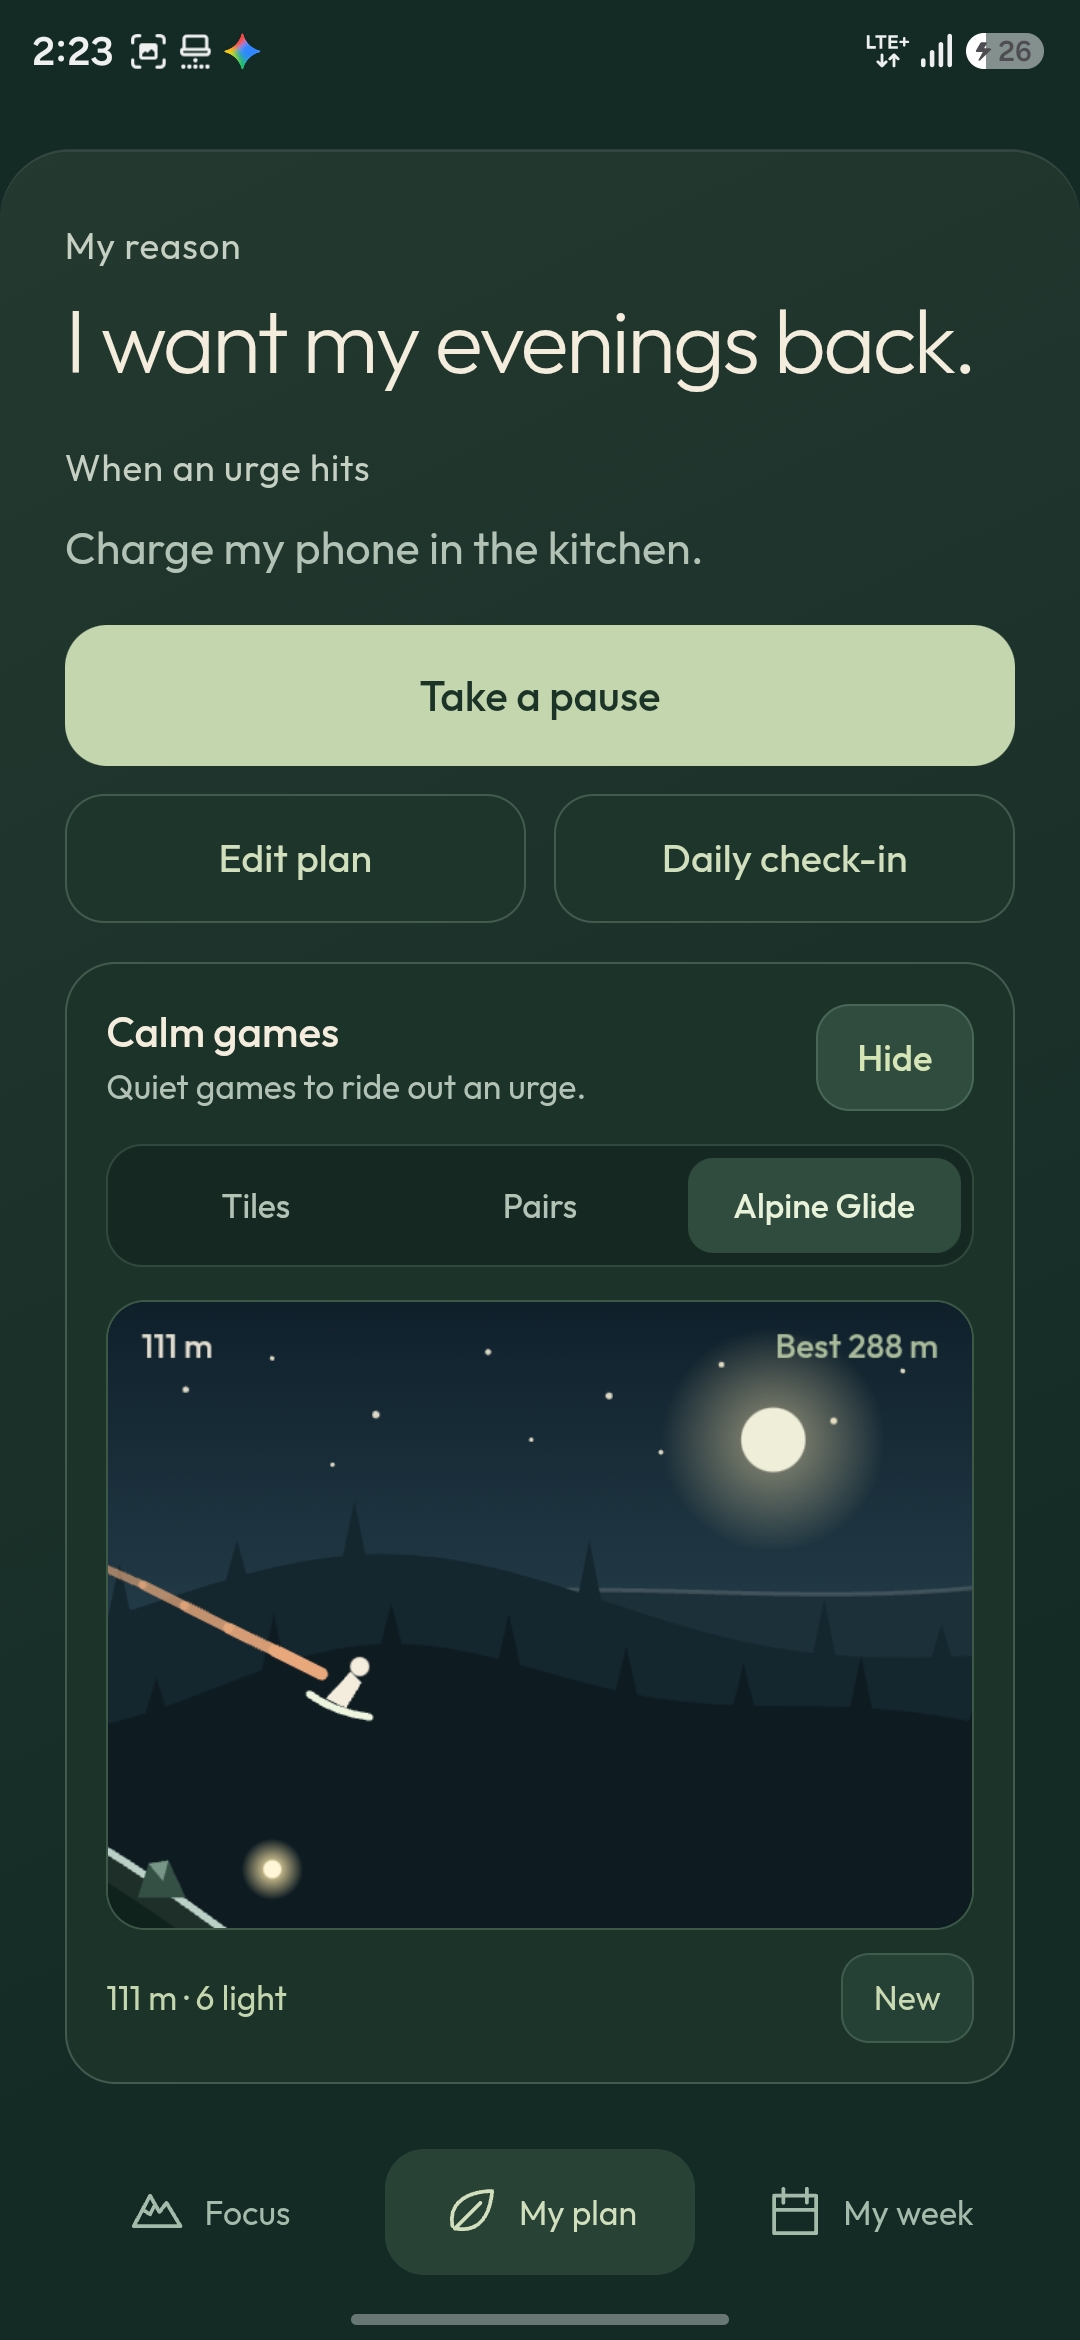 2:23
LTE+
26
My reason
I want my evenings back.
When an urge hits
Charge my phone in the kitchen.
Take a pause
Edit plan
Daily check-in
Calm games
Quiet games to ride out an urge.
Hide
Tiles
Pairs
Alpine Glide
111 m
Best 288 m
111 m · 6 light
New
Focus
My plan
My week